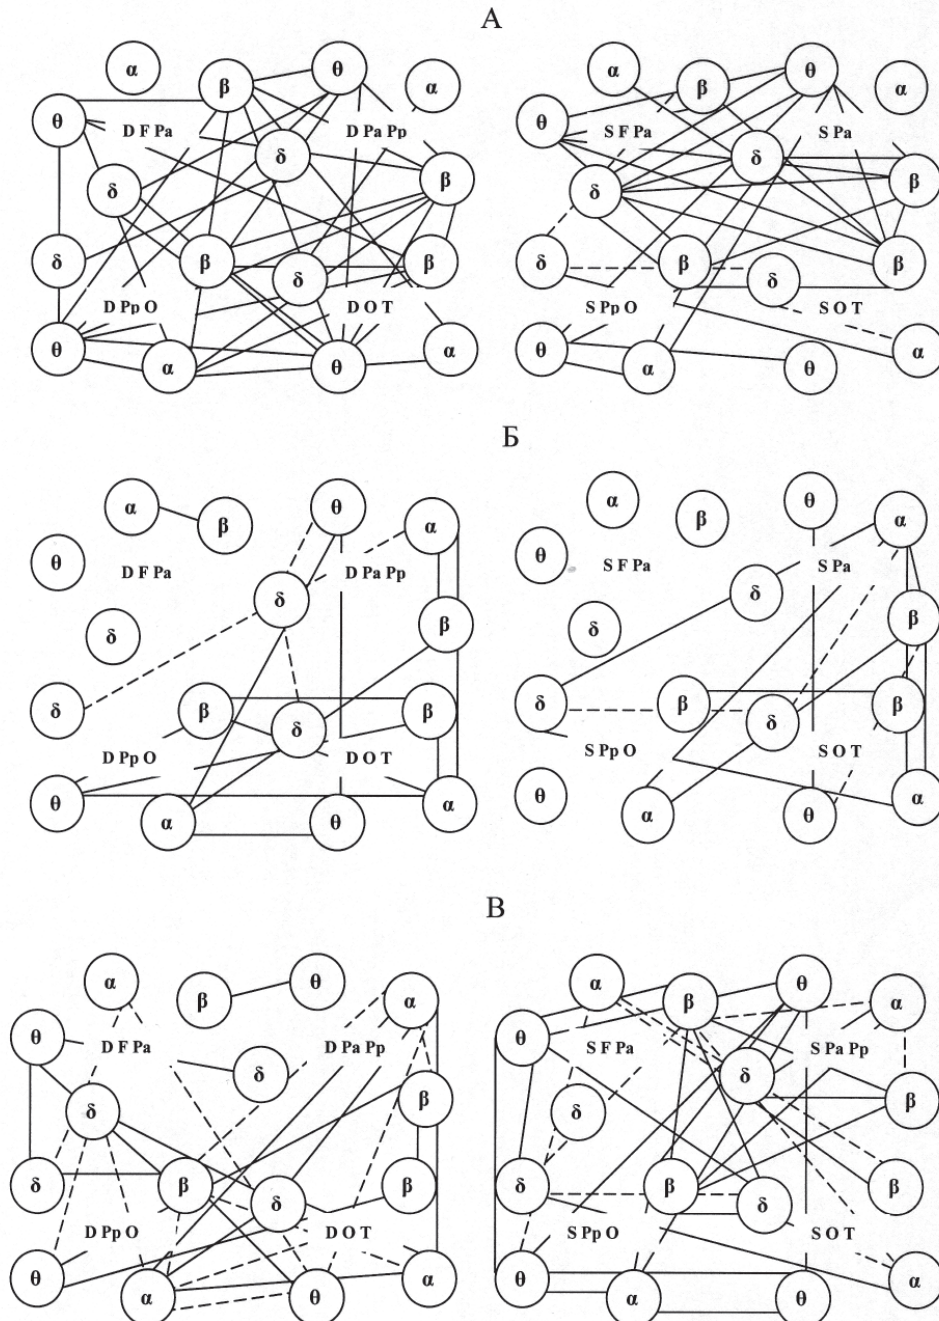 А
α β θ α α β θ α
θ D F Pa D Pa Pp θ S F Pa S Pa
δ δ β δ δ β
δ β δ β δ β δ β
D Pp O D O T S Pp O S O T
θ α θ α θ α θ α
Б
α β θ α α β θ α
θ D F Pa D Pa Pp θ S F Pa S Pa
δ δ β δ δ β
δ β δ β δ β δ β
D Pp O D O T S Pp O S O T
θ α θ α θ α θ α
В
α β θ α α β θ α
θ D F Pa D Pa Pp θ S F Pa S Pa Pp
δ δ β δ δ β
δ β δ β δ β δ β
D Pp O D O T S Pp O S O T
θ α θ α θ α θ α